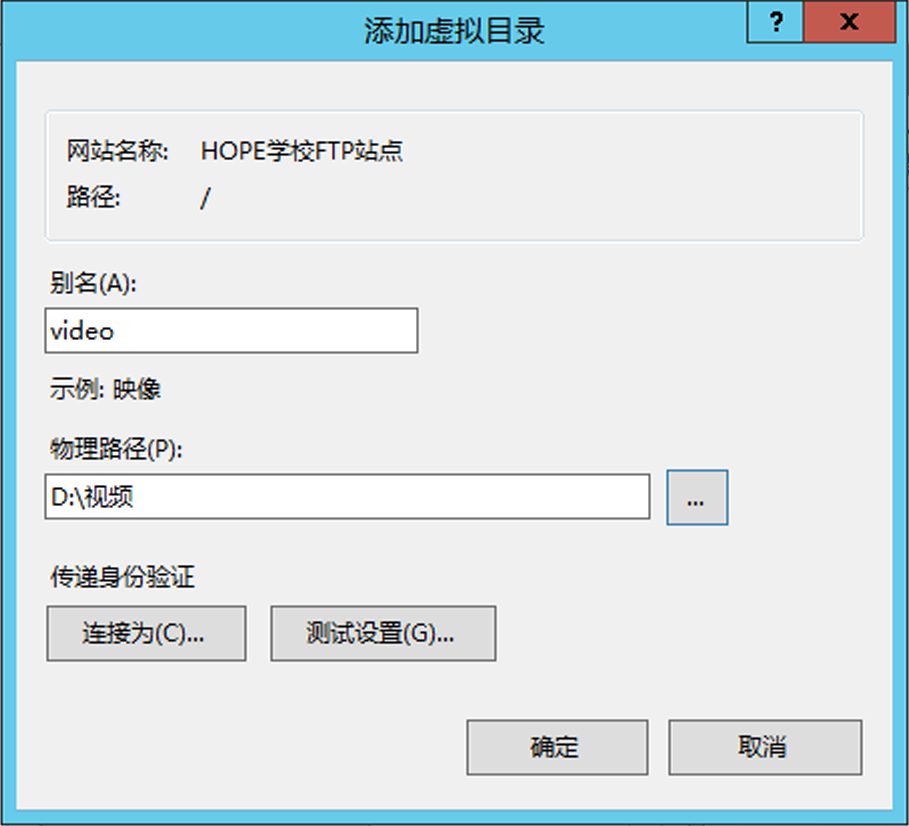 添加虚拟目录
? X
网站名称: HOPE学校FTP站点
路径: /
别名(A):
video
示例: 映像
物理路径(P):
D:\视频
...
传递身份验证
连接为(C)... 测试设置(G)...
确定 取消